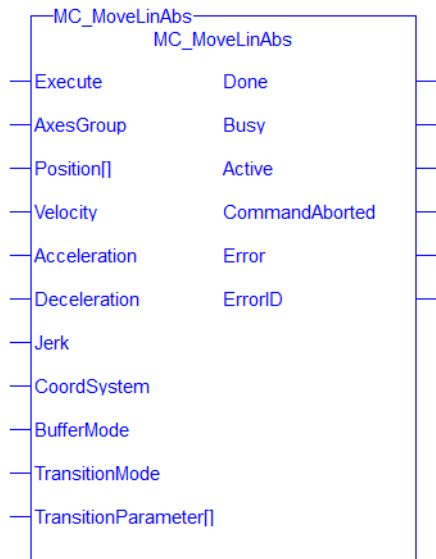 MC_MoveLinAbs
MC_MoveLinAbs
Execute Done
AxesGroup Busy
Position[] Active
Velocity CommandAborted
Acceleration Error
Deceleration ErrorID
Jerk
CoordSystem
BufferMode
TransitionMode
TransitionParameter[]